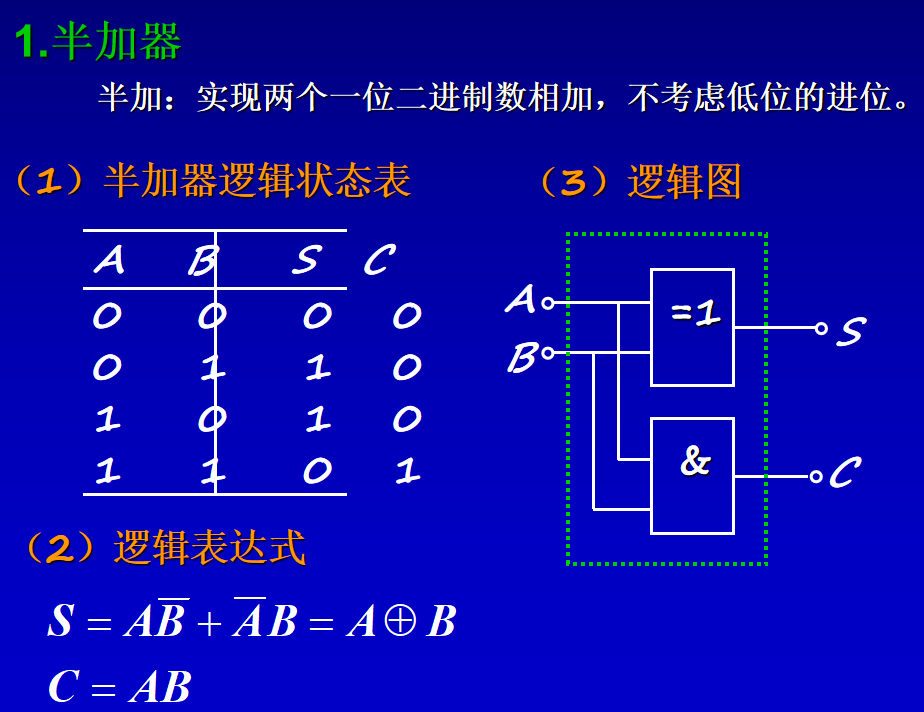 1.半加器
半加：实现两个一位二进制数相加，不考虑低位的进位。
（1）半加器逻辑状态表
A B S C
0 0 0 0
0 1 1 0
1 0 1 0
1 1 0 1
（2）逻辑表达式
S = AB̅ + A̅B = A⊕B
C = AB
（3）逻辑图
A
B
=1
S
&
C